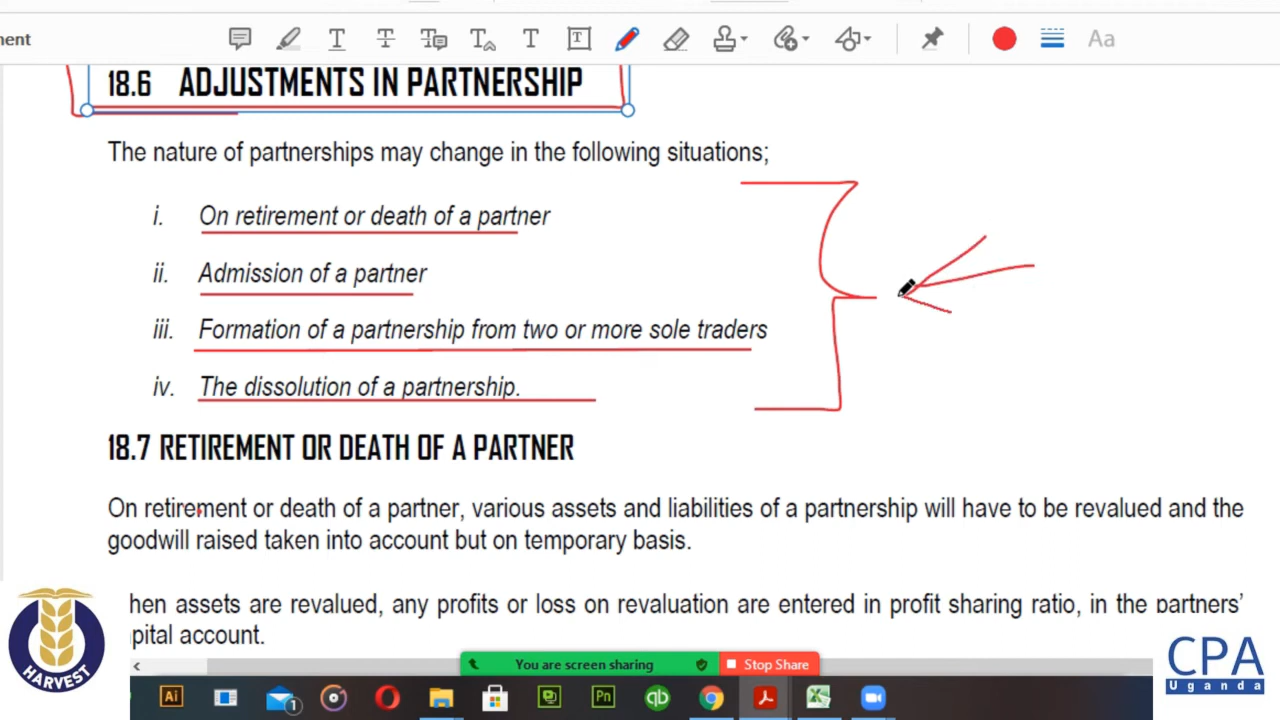 ent
Aa
18.6 ADJUSTMENTS IN PARTNERSHIP
The nature of partnerships may change in the following situations;
i. On retirement or death of a partner
ii. Admission of a partner
iii. Formation of a partnership from two or more sole traders
iv. The dissolution of a partnership.
18.7 RETIREMENT OR DEATH OF A PARTNER
On retirement or death of a partner, various assets and liabilities of a partnership will have to be revalued and the
goodwill raised taken into account but on temporary basis.
hen assets are revalued, any profits or loss on revaluation are entered in profit sharing ratio, in the partners'
pital account.
HARVEST
You are screen sharing
Stop Share
CPA
Uganda
Ai
1
Pn
qb